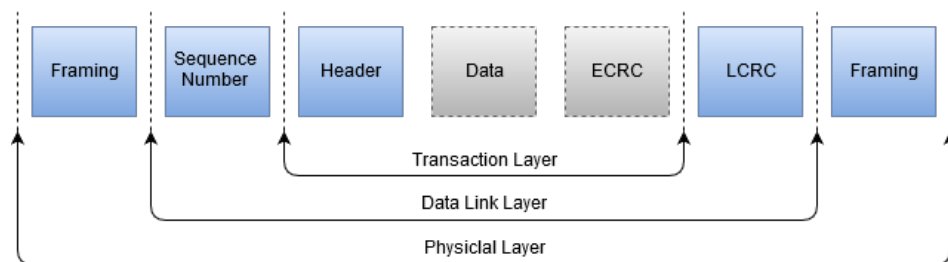 Framing
Sequence
Number
Header
Data
ECRC
LCRC
Framing
Transaction Layer
Data Link Layer
Physiclal Layer